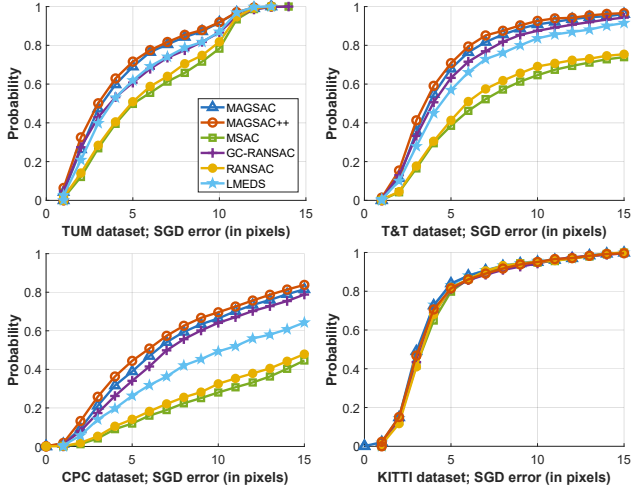 1
0.8
0.6
0.4
0.2
0
Probability
0 5 10 15
TUM dataset; SGD error (in pixels)
MAGSAC
MAGSAC++
MSAC
GC-RANSAC
RANSAC
LMEDS
1
0.8
0.6
0.4
0.2
0
Probability
0 5 10 15
T&T dataset; SGD error (in pixels)
1
0.8
0.6
0.4
0.2
0
Probability
0 5 10 15
CPC dataset; SGD error (in pixels)
1
0.8
0.6
0.4
0.2
0
Probability
0 5 10 15
KITTI dataset; SGD error (in pixels)